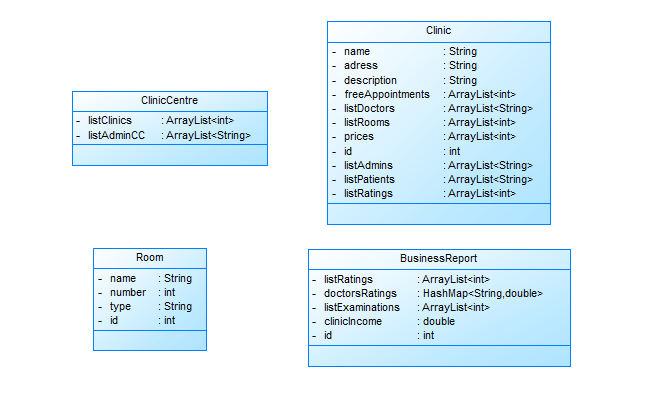 ClinicCentre
- listClinics : ArrayList<int>
- listAdminCC : ArrayList<String>
Clinic
- name : String
- adress : String
- description : String
- freeAppointments : ArrayList<int>
- listDoctors : ArrayList<String>
- listRooms : ArrayList<int>
- prices : ArrayList<int>
- id : int
- listAdmins : ArrayList<String>
- listPatients : ArrayList<String>
- listRatings : ArrayList<int>
Room
- name : String
- number : int
- type : String
- id : int
BusinessReport
- listRatings : ArrayList<int>
- doctorsRatings : HashMap<String,double>
- listExaminations : ArrayList<int>
- clinicIncome : double
- id : int